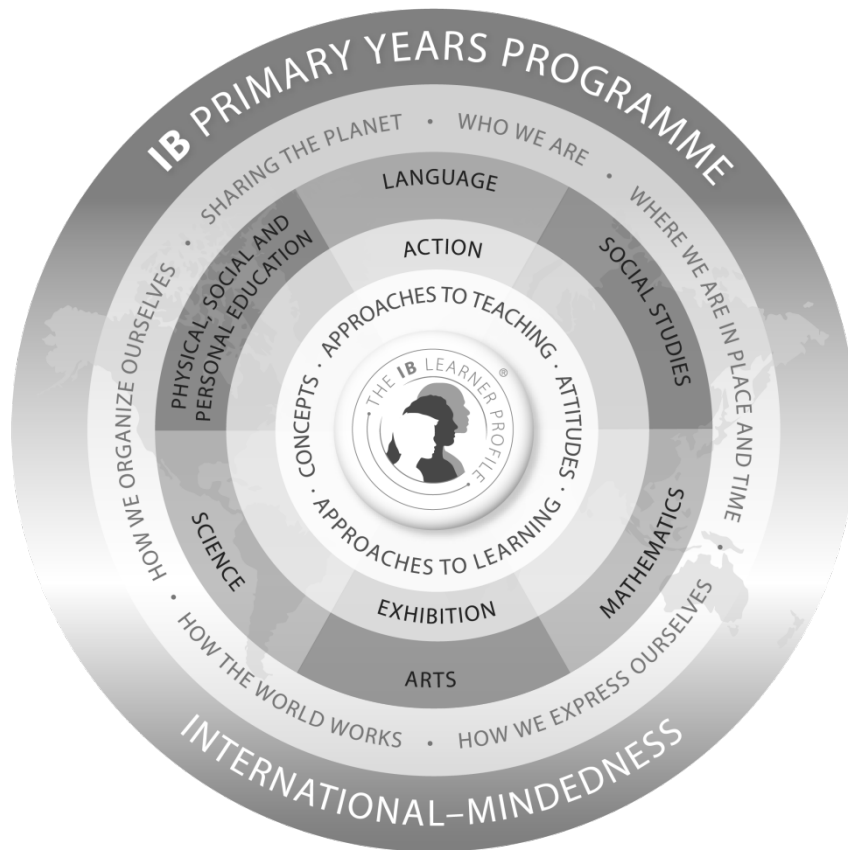 IB PRIMARY YEARS PROGRAMME
SHARING THE PLANET • WHO WE ARE • WHERE WE ARE IN PLACE AND TIME • HOW WE EXPRESS OURSELVES • HOW THE WORLD WORKS • HOW WE ORGANIZE OURSELVES •
LANGUAGE
SOCIAL STUDIES
MATHEMATICS
ARTS
SCIENCE
PHYSICAL, SOCIAL AND
PERSONAL EDUCATION
ACTION
EXHIBITION
APPROACHES TO TEACHING · ATTITUDES · APPROACHES TO LEARNING · CONCEPTS ·
• THE IB LEARNER PROFILE • ®
INTERNATIONAL–MINDEDNESS